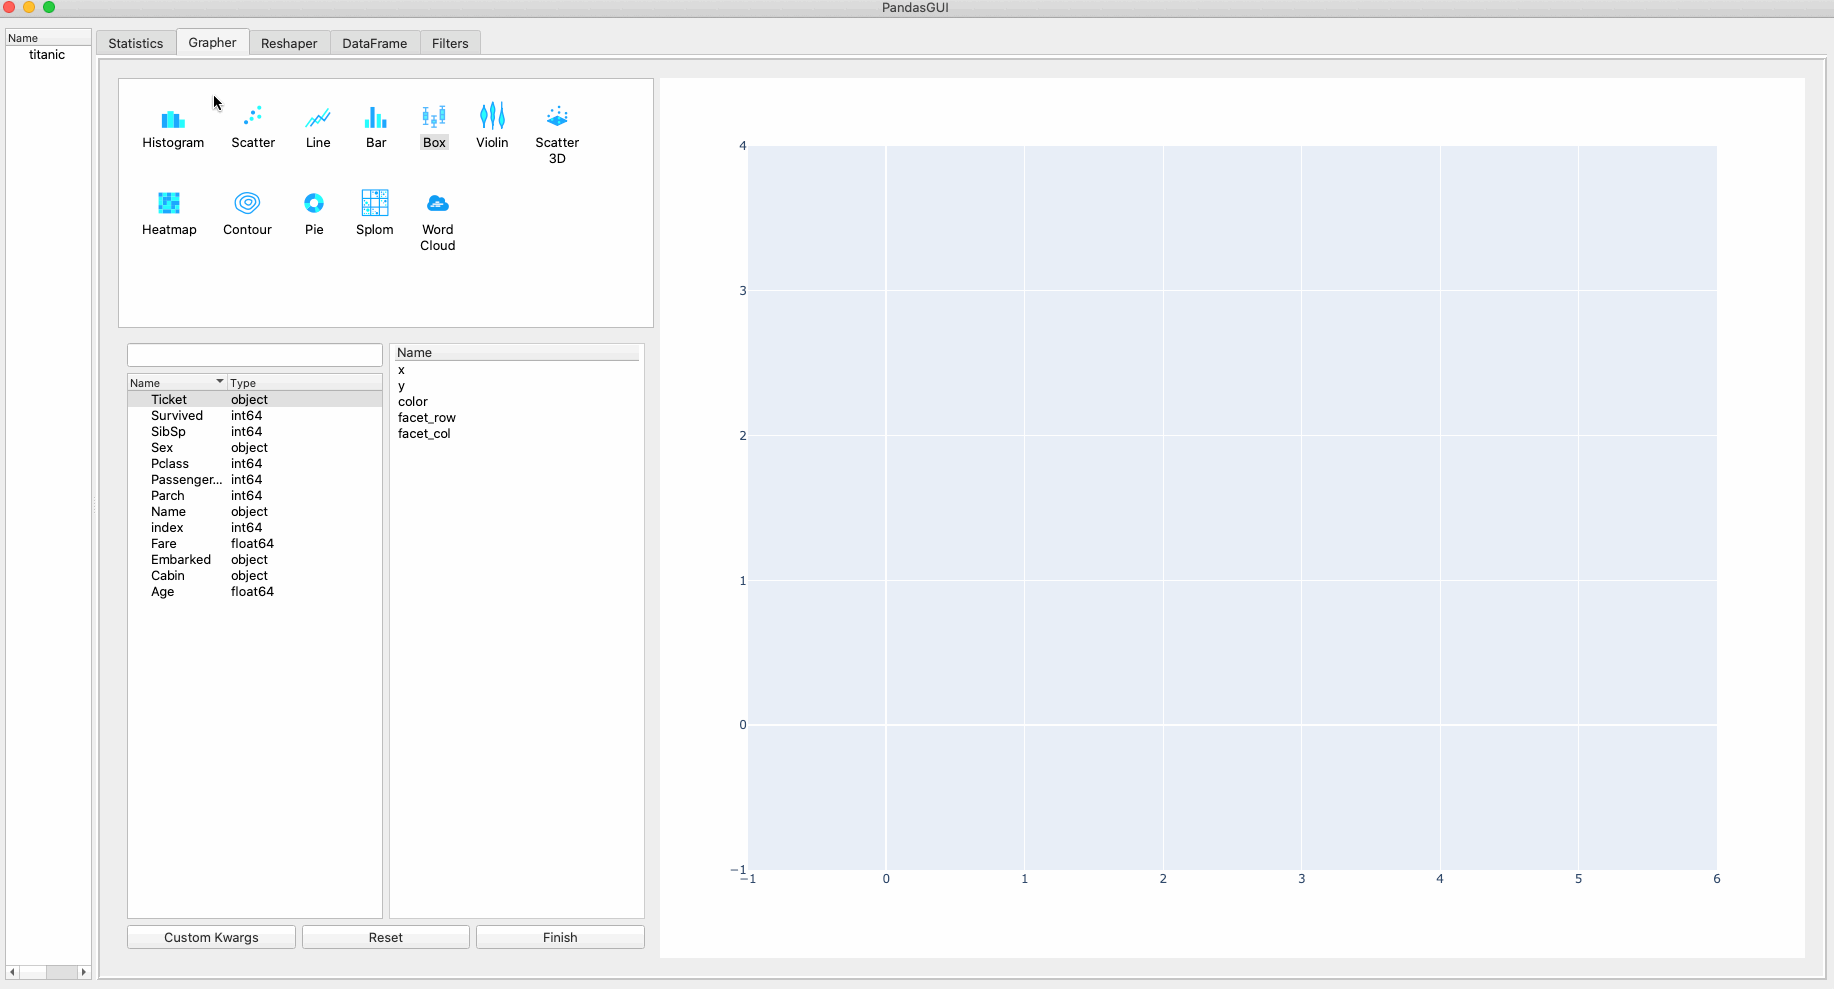 PandasGUI
Name
titanic
Statistics Grapher Reshaper DataFrame Filters
Histogram Scatter Line Bar Box Violin Scatter
3D
Heatmap Contour Pie Splom Word
Cloud
Name Type
Ticket object
Survived int64
SibSp int64
Sex object
Pclass int64
Passenger... int64
Parch int64
Name object
index int64
Fare float64
Embarked object
Cabin object
Age float64
Name
x
y
color
facet_row
facet_col
Custom Kwargs Reset Finish
4
3
2
1
0
−1
−1 0 1 2 3 4 5 6